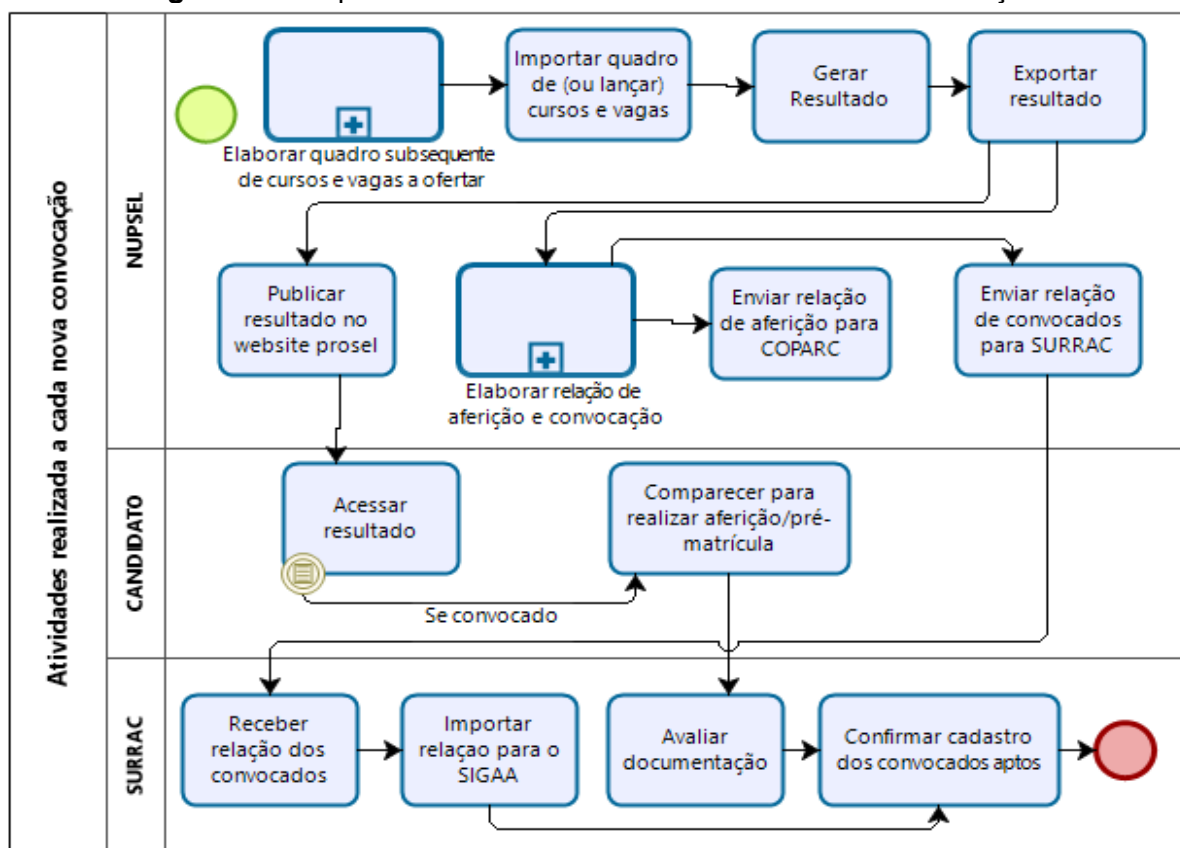 Atividades realizada a cada nova convocação
NUPSEL
Elaborar quadro subsequente
de cursos e vagas a ofertar
Importar quadro
de (ou lançar)
cursos e vagas
Gerar
Resultado
Exportar
resultado
Publicar
resultado no
website prosel
Elaborar relação de
aferição e convocação
Enviar relação
de aferição para
COPARC
Enviar relação
de convocados
para SURRAC
CANDIDATO
Acessar
resultado
Se convocado
Comparecer para
realizar aferição/pré-
matrícula
SURRAC
Receber
relação dos
convocados
Importar
relaçao para o
SIGAA
Avaliar
documentação
Confirmar cadastro
dos convocados aptos